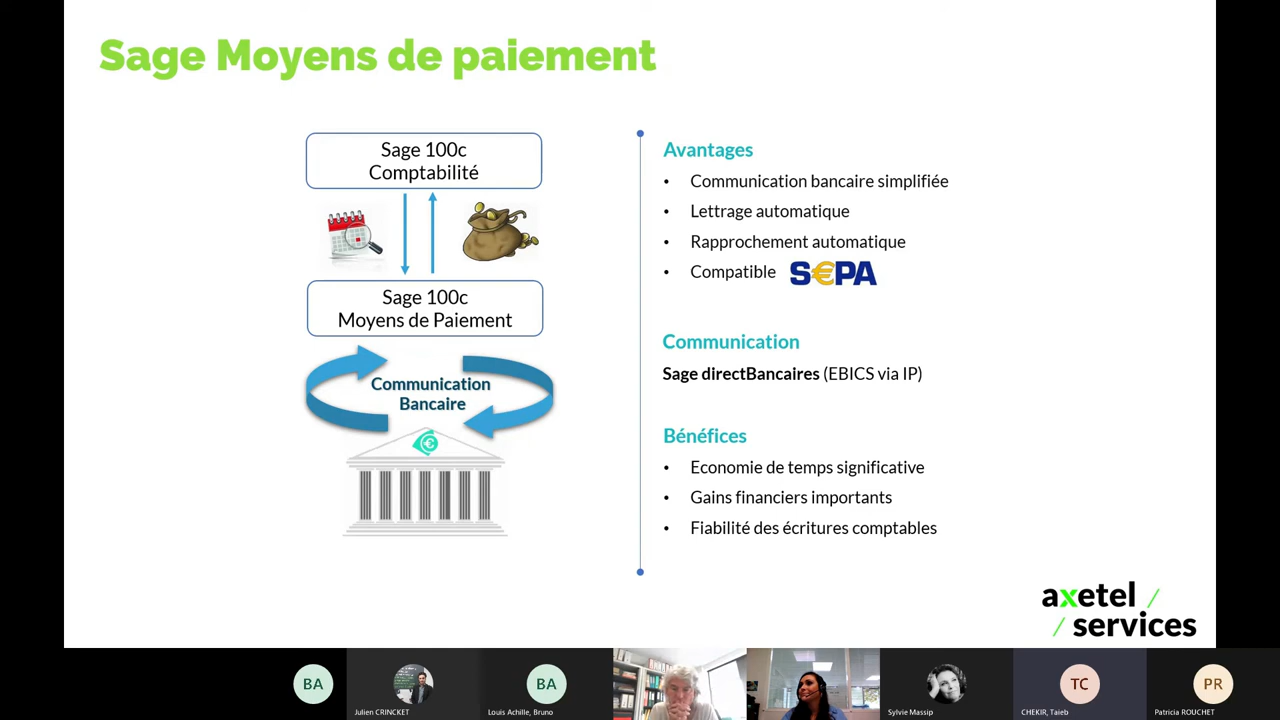 Sage Moyens de paiement
Sage 100c
Comptabilité
Sage 100c
Moyens de Paiement
Communication
Bancaire
Avantages
• Communication bancaire simplifiée
• Lettrage automatique
• Rapprochement automatique
• Compatible S€PA
Communication
Sage directBancaires (EBICS via IP)
Bénéfices
• Economie de temps significative
• Gains financiers importants
• Fiabilité des écritures comptables
axetel /
/ services
BA
BA
TC
PR
Julien CRINCKET
Louis Achille, Bruno
Sylvie Massip
CHEKIR, Taieb
Patricia ROUCHET